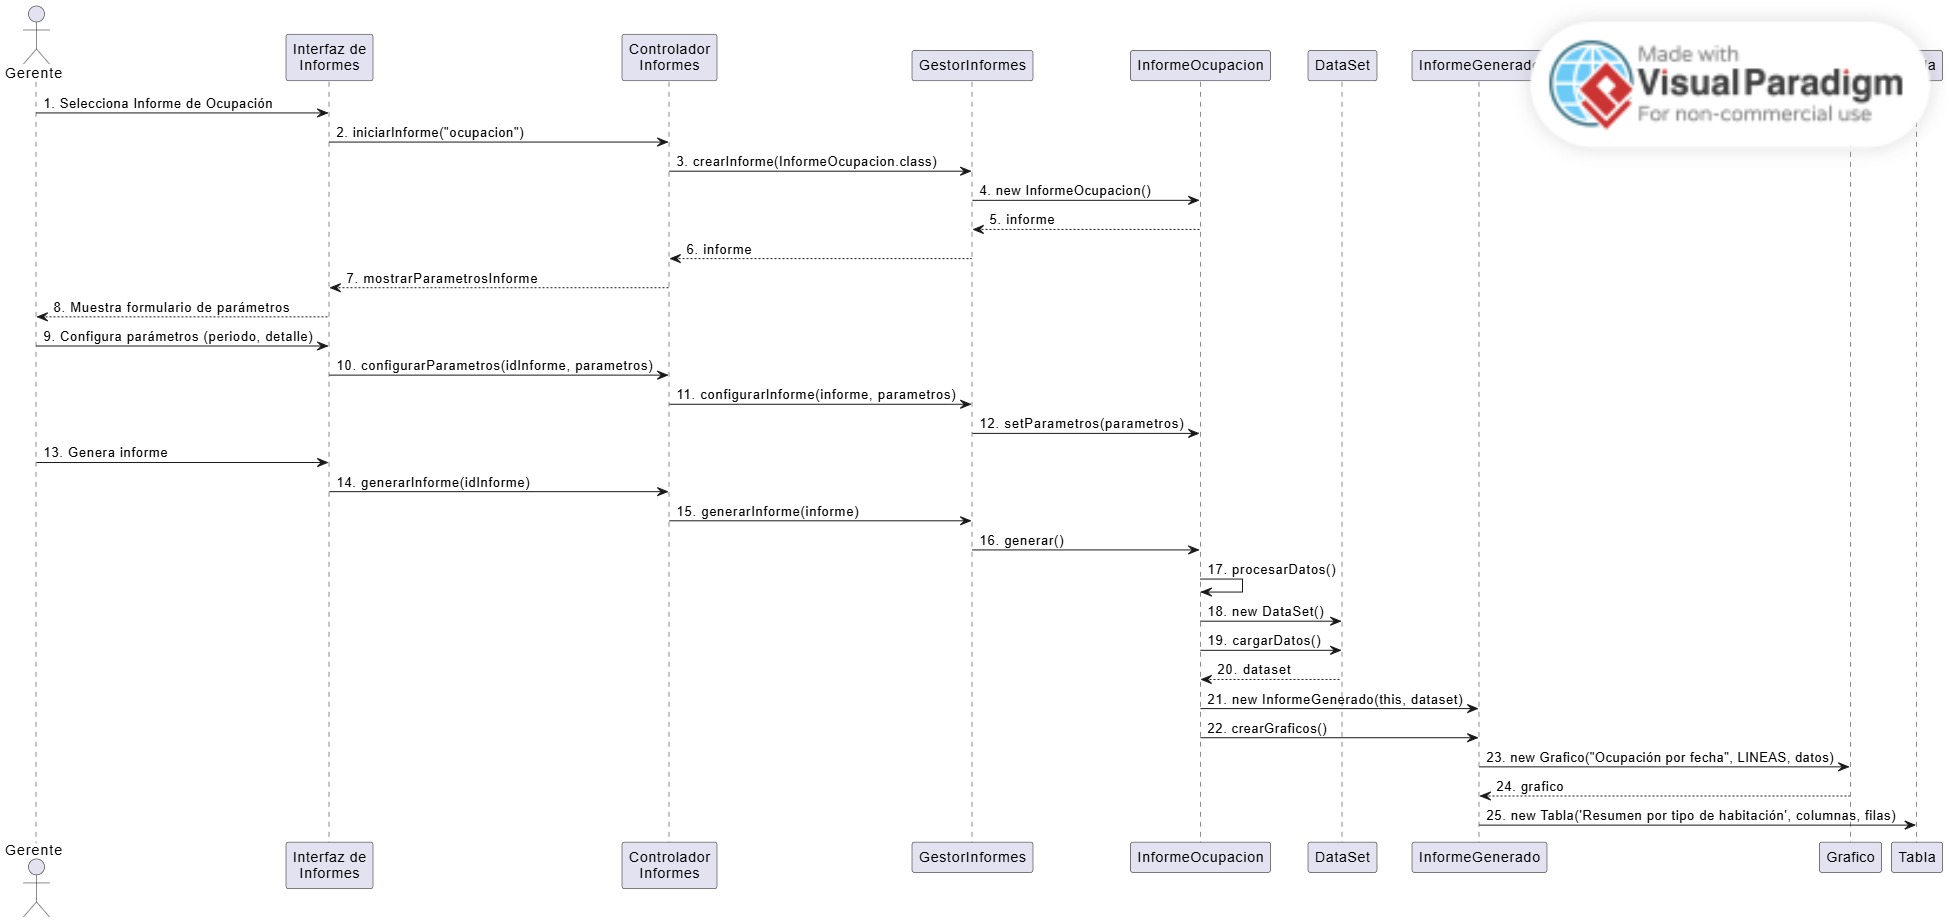 Gerente
Interfaz de
Informes
Controlador
Informes
GestorInformes
InformeOcupacion
DataSet
InformeGenerado
Made with
Visual Paradigm
For non-commercial use
1. Selecciona Informe de Ocupación
2. iniciarInforme("ocupacion")
3. crearInforme(InformeOcupacion.class)
4. new InformeOcupacion()
5. informe
6. informe
7. mostrarParametrosInforme
8. Muestra formulario de parámetros
9. Configura parámetros (periodo, detalle)
10. configurarParametros(idInforme, parametros)
11. configurarInforme(informe, parametros)
12. setParametros(parametros)
13. Genera informe
14. generarInforme(idInforme)
15. generarInforme(informe)
16. generar()
17. procesarDatos()
18. new DataSet()
19. cargarDatos()
20. dataset
21. new InformeGenerado(this, dataset)
22. crearGraficos()
23. new Grafico("Ocupación por fecha", LINEAS, datos)
24. grafico
25. new Tabla('Resumen por tipo de habitación', columnas, filas)
Gerente
Interfaz de
Informes
Controlador
Informes
GestorInformes
InformeOcupacion
DataSet
InformeGenerado
Grafico
Tabla